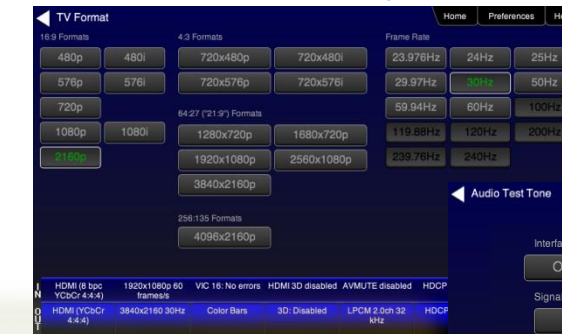 TV Format
Home Preferences
16:9 Formats 4:3 Formats Frame Rate
480p 480i 720x480p 720x480i 23.976Hz 24Hz 25Hz
576p 576i 720x576p 720x576i 29.97Hz 30Hz 50Hz
720p 59.94Hz 60Hz 100Hz
64:27 ("21:9") Formats
1080p 1080i 1280x720p 1680x720p 119.88Hz 120Hz 200Hz
2160p 1920x1080p 2560x1080p 239.76Hz 240Hz
3840x2160p
Audio Test Tone
256:135 Formats
4096x2160p
Interfa
Signal
IN HDMI (8 bpc YCbCr 4:4:4) 1920x1080p 60 frames/s VIC 16: No errors HDMI 3D disabled AVMUTE disabled HDCP
OUT HDMI (YCbCr 4:4:4) 3840x2160 30Hz Color Bars 3D: Disabled LPCM 2.0ch 32 kHz HDCP